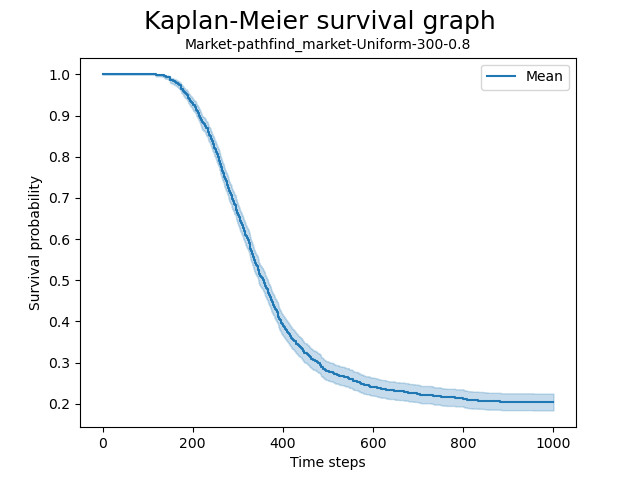 Kaplan-Meier survival graph
Market-pathfind_market-Uniform-300-0.8
Mean
Survival probability
1.0
0.9
0.8
0.7
0.6
0.5
0.4
0.3
0.2
0 200 400 600 800 1000
Time steps